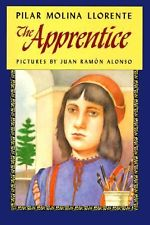 PILAR MOLINA LLORENTE
The Apprentice
PICTURES BY JUAN RAMÓN ALONSO